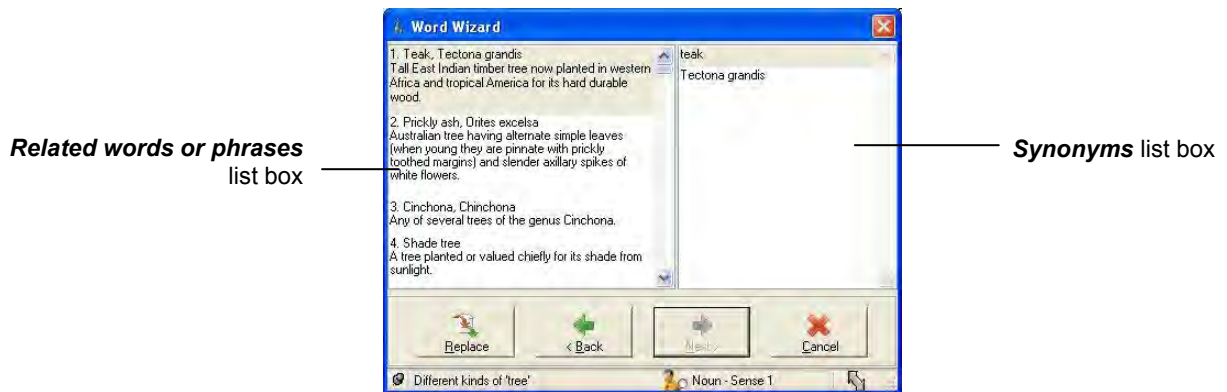 Word Wizard
1. Teak, Tectona grandis
Tall East Indian timber tree now planted in western
Africa and tropical America for its hard durable
wood.
2. Prickly ash, Orites excelsa
Australian tree having alternate simple leaves
(when young they are pinnate with prickly
toothed margins) and slender axillary spikes of
white flowers.
3. Cinchona, Chinchona
Any of several trees of the genus Cinchona.
4. Shade tree
A tree planted or valued chiefly for its shade from
sunlight.
teak
Tectona grandis
Related words or phrases
list box
Synonyms list box
Replace
< Back
Next >
Cancel
Different kinds of 'tree'
Noun - Sense 1